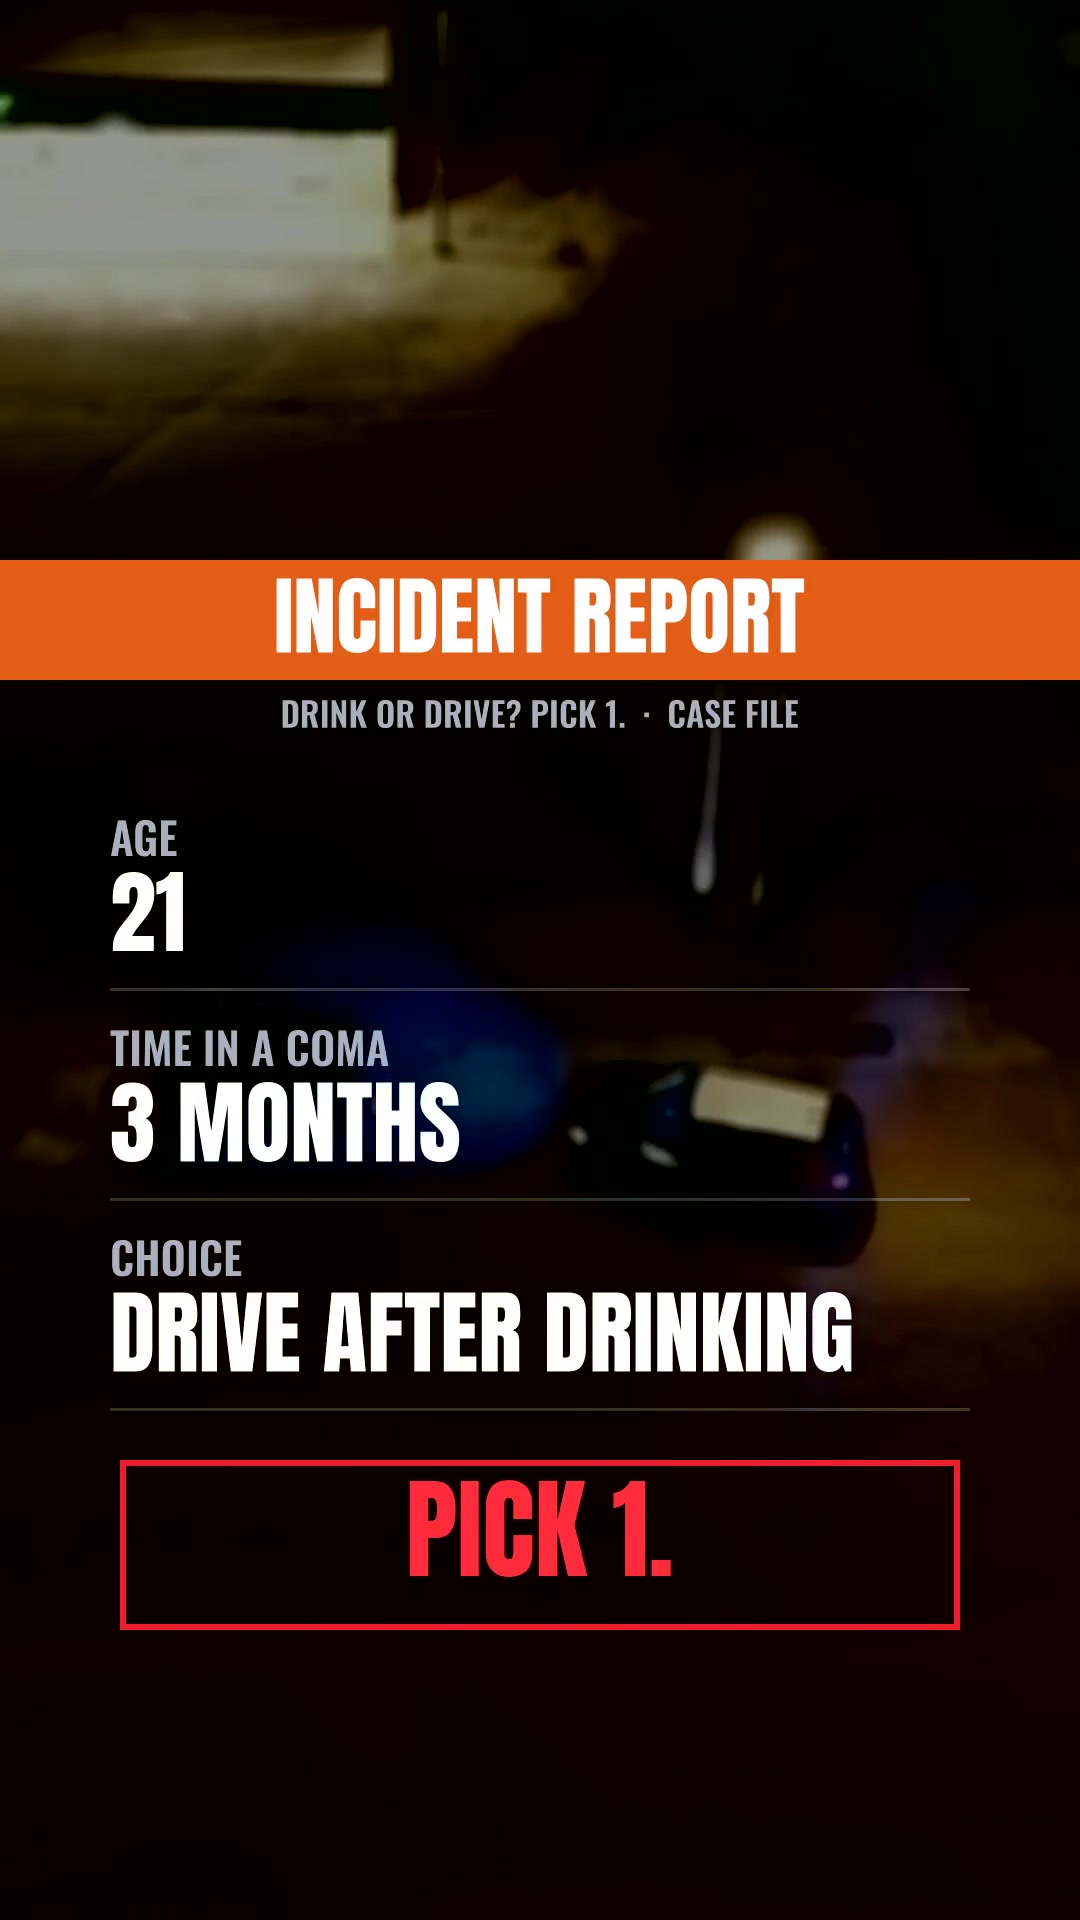 INCIDENT REPORT
DRINK OR DRIVE? PICK 1. · CASE FILE
AGE
21
TIME IN A COMA
3 MONTHS
CHOICE
DRIVE AFTER DRINKING
PICK 1.